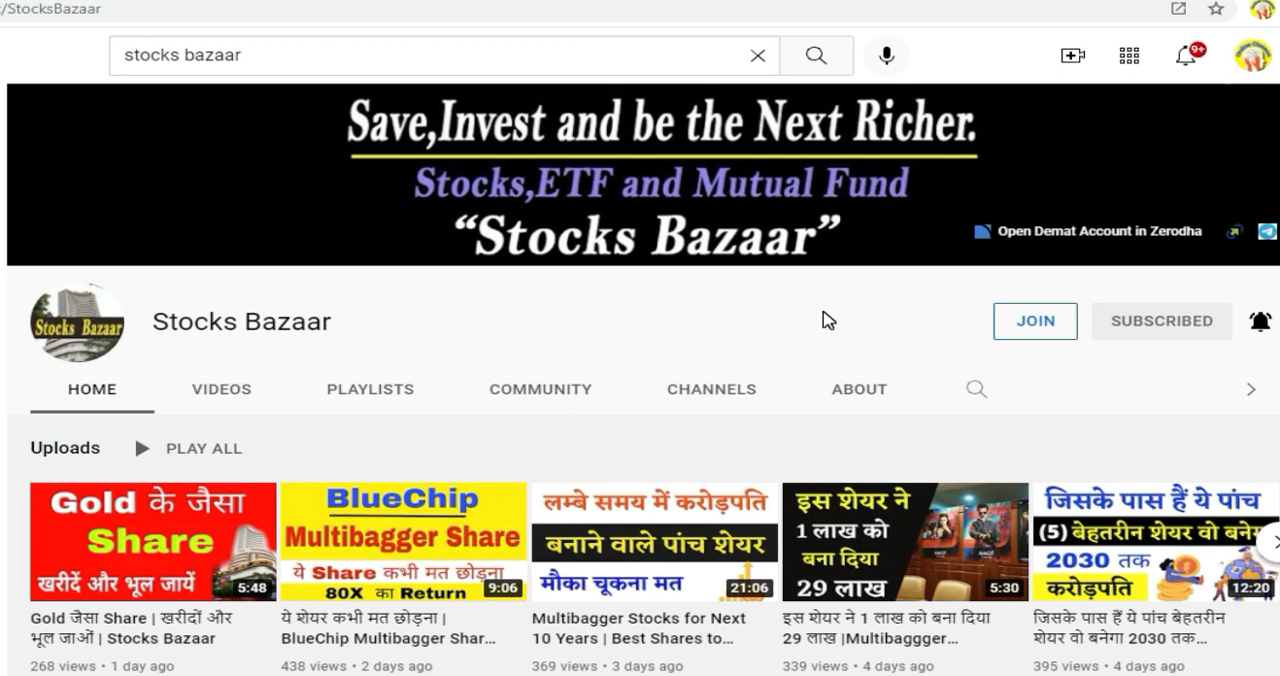 /StocksBazaar
stocks bazaar
9+
Save,Invest and be the Next Richer.
Stocks,ETF and Mutual Fund
“Stocks Bazaar”
Open Demat Account in Zerodha
Stocks Bazaar
Stocks Bazaar
JOIN
SUBSCRIBED
HOME VIDEOS PLAYLISTS COMMUNITY CHANNELS ABOUT
Uploads PLAY ALL
Gold के जैसा
Share
खरीदें और भूल जायें
5:48
Gold जैसा Share | खरीदों और
भूल जाओं | Stocks Bazaar
268 views • 1 day ago
BlueChip
Multibagger Share
ये Share कभी मत छोड़ना
80X का Return
9:06
ये शेयर कभी मत छोड़ना |
BlueChip Multibagger Shar...
438 views • 2 days ago
लम्बे समय में करोड़पति
बनाने वाले पांच शेयर
मौका चूकना मत
21:06
Multibagger Stocks for Next
10 Years | Best Shares to...
369 views • 3 days ago
इस शेयर ने
1 लाख को
बना दिया
29 लाख
5:30
इस शेयर ने 1 लाख को बना दिया
29 लाख |Multibaggger...
339 views • 4 days ago
जिसके पास हैं ये पांच
(5) बेहतरीन शेयर वो बने
2030 तक
करोड़पति
12:20
जिसके पास हैं ये पांच बेहतरीन
शेयर वो बनेगा 2030 तक...
395 views • 4 days ago